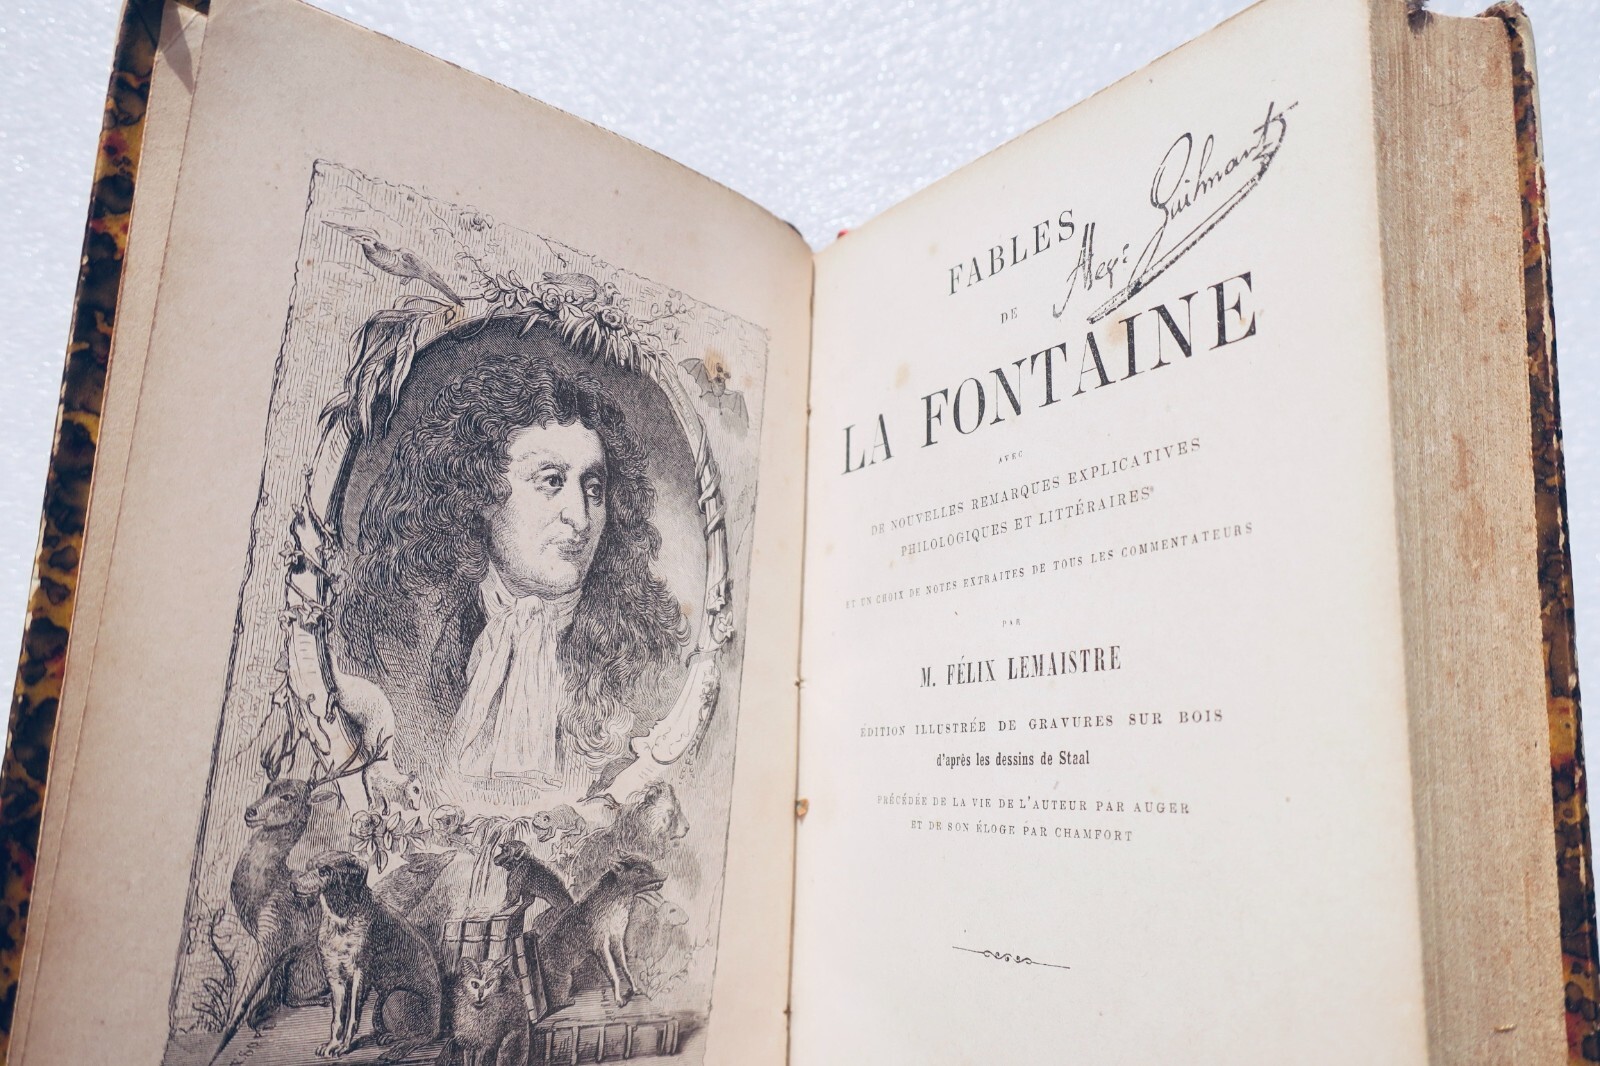 Alex. Guilmant
FABLES
DE
LA FONTAINE
AVEC
DE NOUVELLES REMARQUES EXPLICATIVES
PHILOLOGIQUES ET LITTÉRAIRES
ET UN CHOIX DE NOTES EXTRAITES DE TOUS LES COMMENTATEURS
PAR
M. FÉLIX LEMAISTRE
ÉDITION ILLUSTRÉE DE GRAVURES SUR BOIS
d'après les dessins de Staal
PRÉCÉDÉE DE LA VIE DE L'AUTEUR PAR AUGER
ET DE SON ÉLOGE PAR CHAMFORT